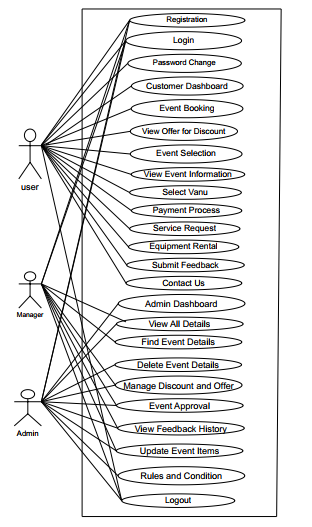 Registration
Login
Password Change
Customer Dashboard
Event Booking
View Offer for Discount
Event Selection
View Event Information
Select Vanu
Payment Process
Service Request
Equipment Rental
Submit Feedback
Contact Us
Admin Dashboard
View All Details
Find Event Details
Delete Event Details
Manage Discount and Offer
Event Approval
View Feedback History
Update Event Items
Rules and Condition
Logout
user
Manager
Admin